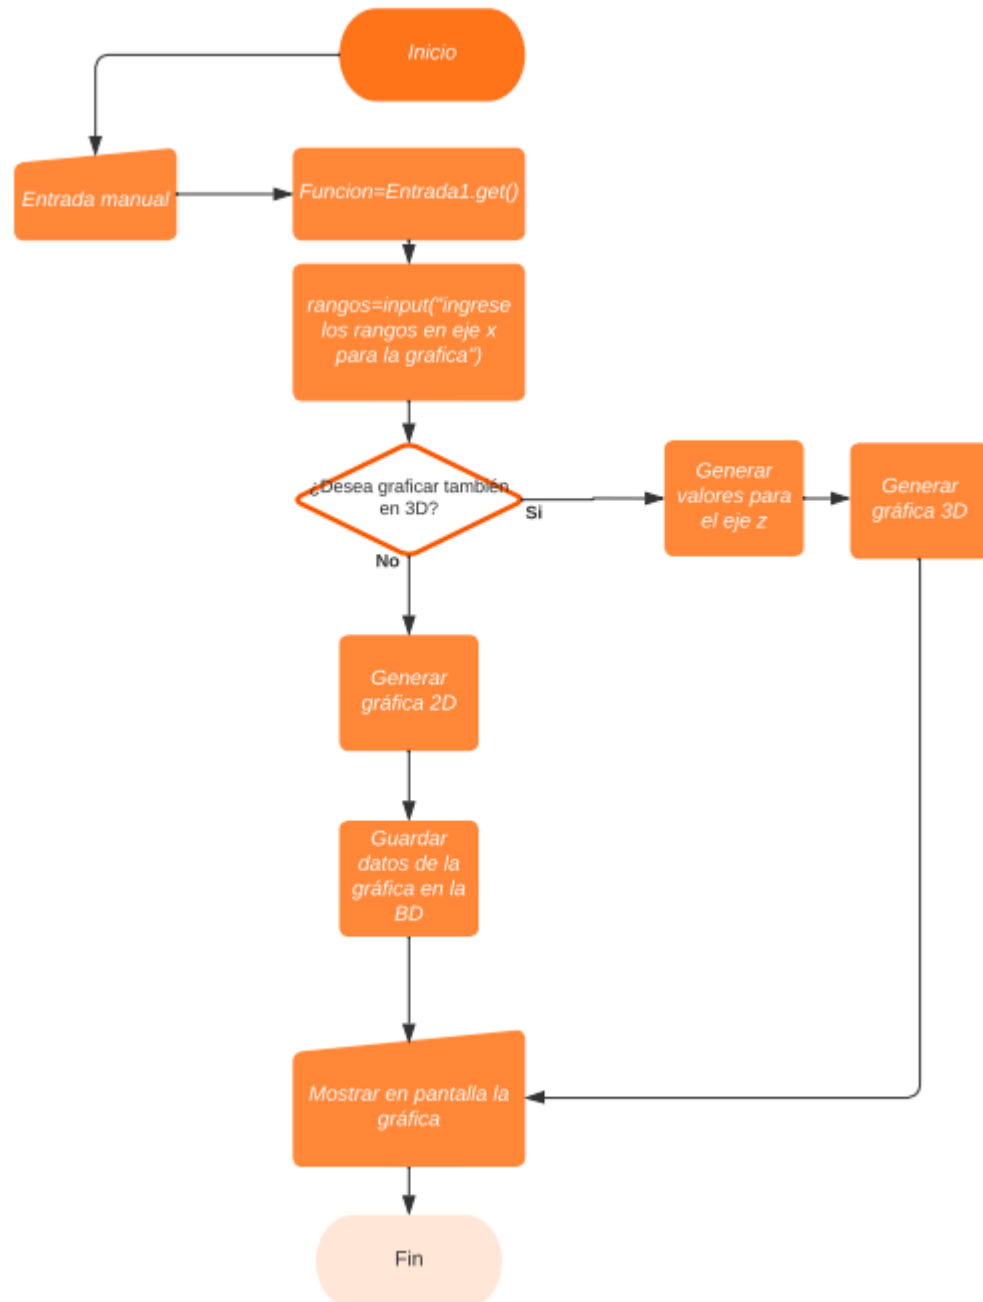 Inicio
Entrada manual
Funcion=Entrada1.get()
rangos=input("ingrese
los rangos en eje x
para la grafica")
¿Desea graficar también
en 3D?
Si
Generar
valores para
el eje z
Generar
gráfica 3D
No
Generar
gráfica 2D
Guardar
datos de la
gráfica en la
BD
Mostrar en pantalla la
gráfica
Fin